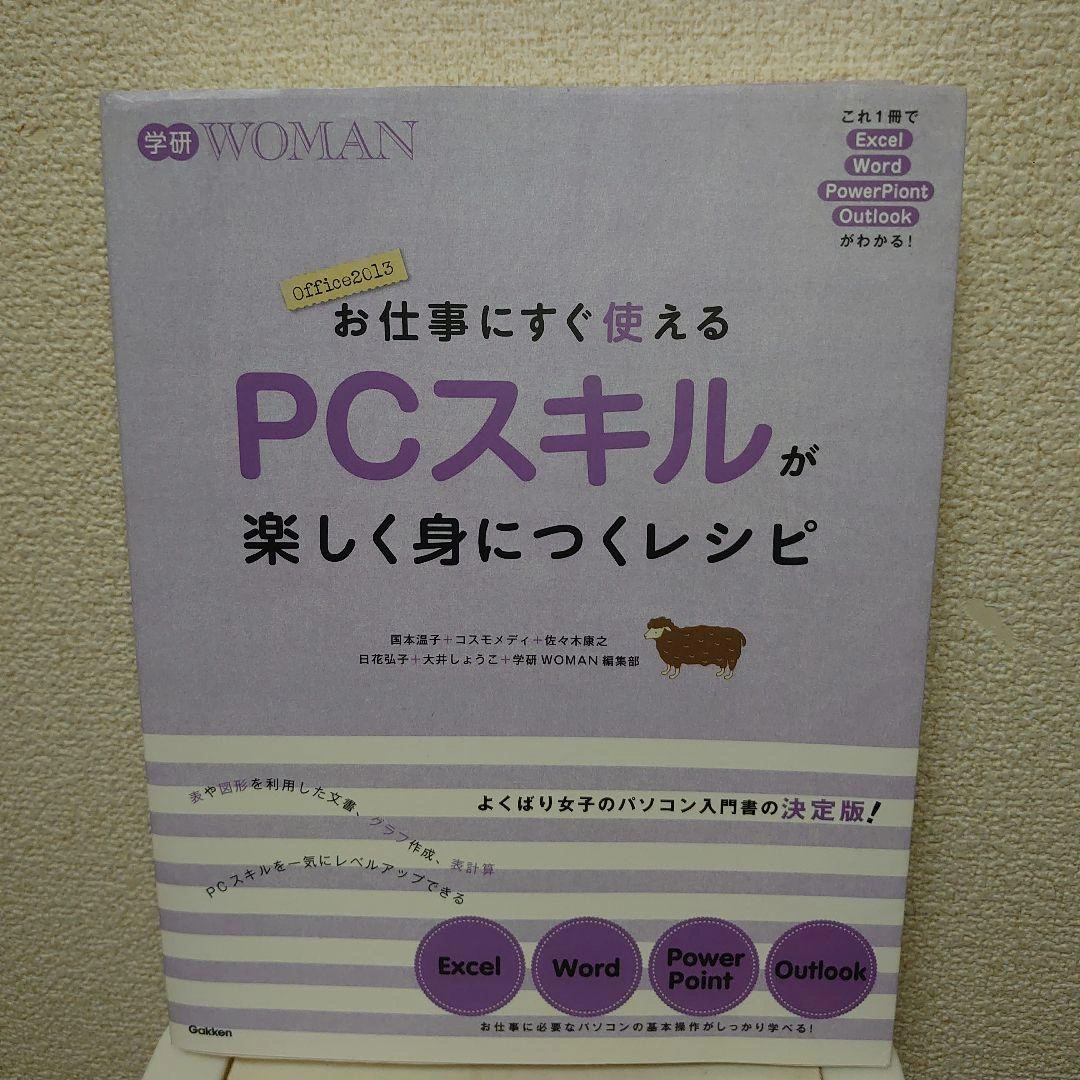 学研 WOMAN
これ1冊で
Excel
Word
PowerPiont
Outlook
がわかる!
Office2013
お仕事にすぐ使える
PCスキルが
楽しく身につくレシピ
国本温子+コスモメディ+佐々木康之
日花弘子+大井しょうこ+学研WOMAN編集部
表や図形を利用した文書、グラフ作成、表計算
PCスキルを一気にレベルアップできる
よくばり女子のパソコン入門書の決定版!
Excel
Word
Power
Point
Outlook
お仕事に必要なパソコンの基本操作がしっかり学べる!
Gakken